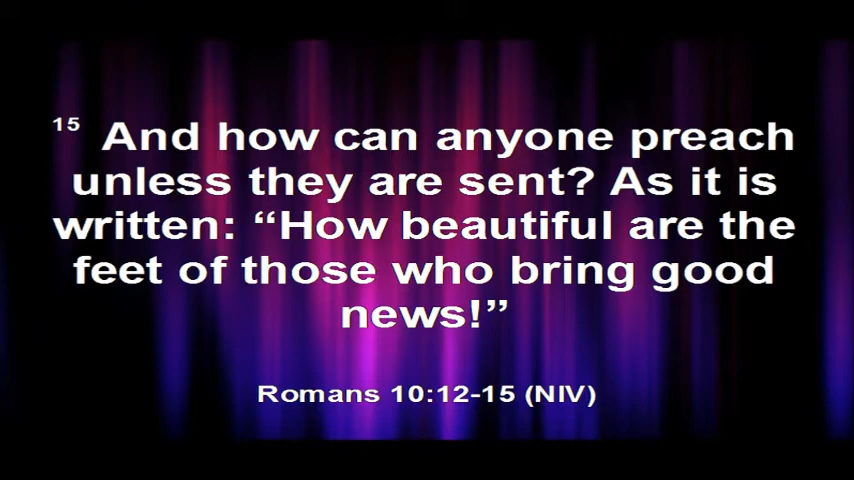 15 And how can anyone preach
unless they are sent? As it is
written: “How beautiful are the
feet of those who bring good
news!”
Romans 10:12-15 (NIV)